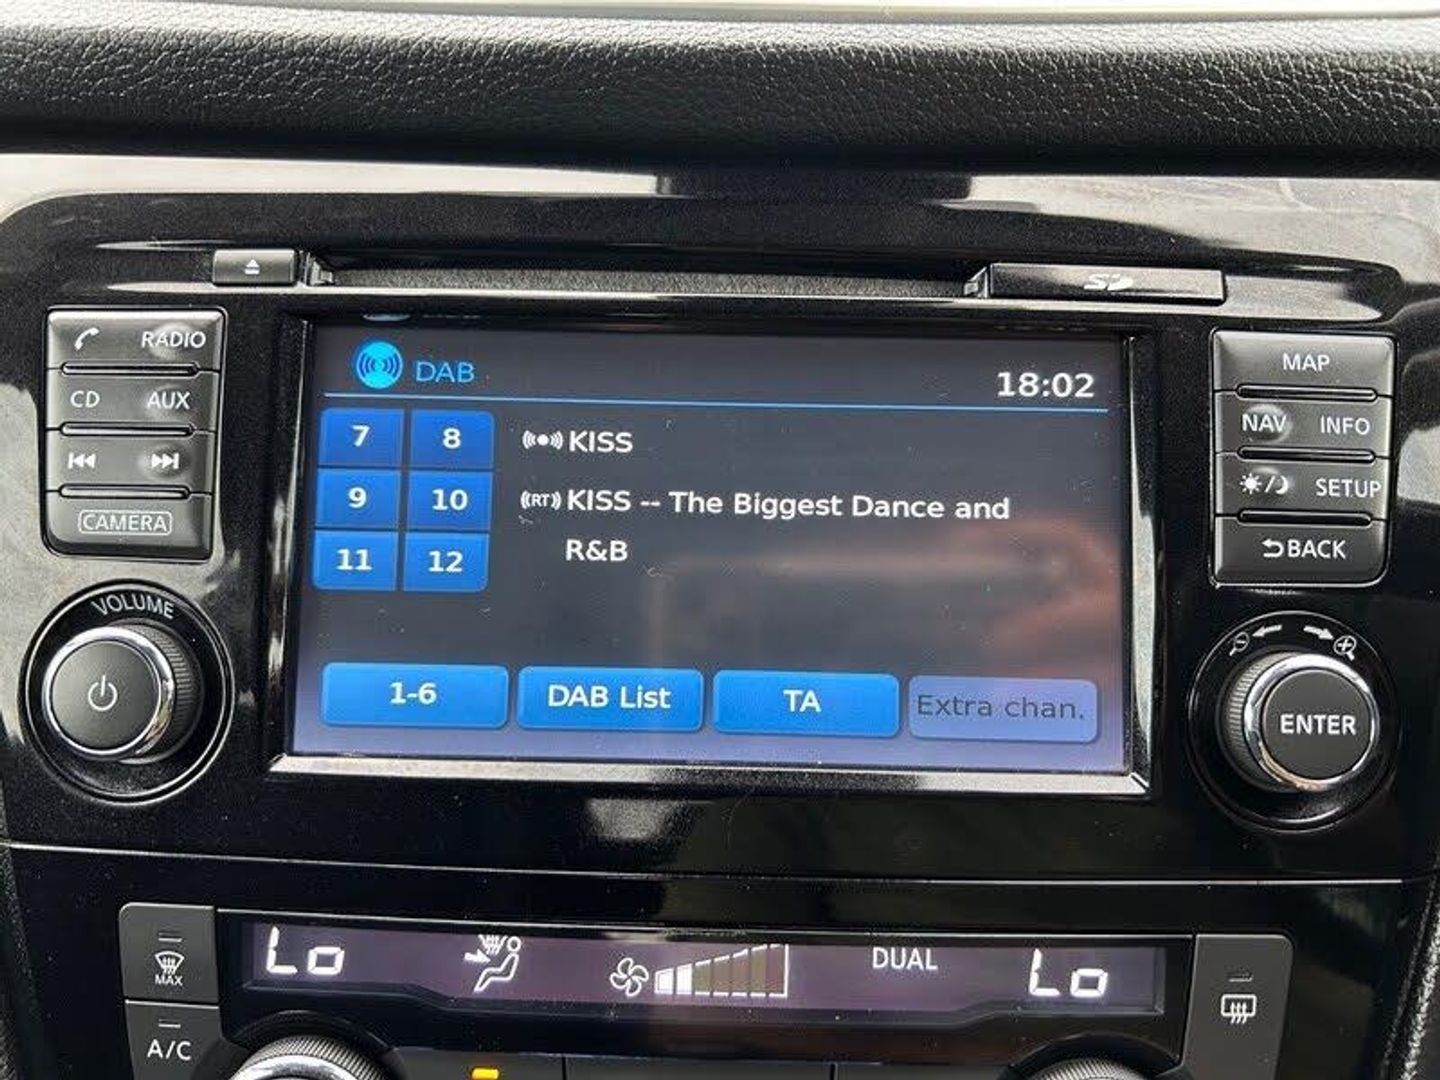 SD
RADIO
CD AUX
CAMERA
VOLUME
DAB
18:02
7 8
9 10
11 12
KISS
(RT) KISS -- The Biggest Dance and
R&B
1-6
DAB List
TA
Extra chan.
MAP
NAV INFO
SETUP
BACK
ENTER
MAX
A/C
Lo
DUAL
Lo